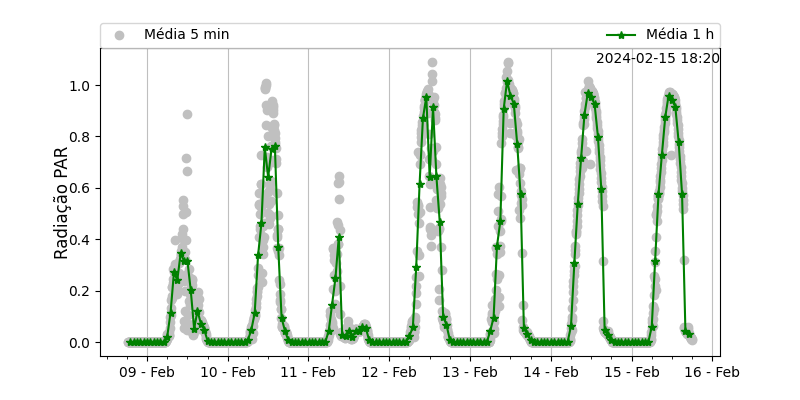 Média 5 min
Média 1 h
2024-02-15 18:20
Radiação PAR
1.0
0.8
0.6
0.4
0.2
0.0
09 - Feb
10 - Feb
11 - Feb
12 - Feb
13 - Feb
14 - Feb
15 - Feb
16 - Feb